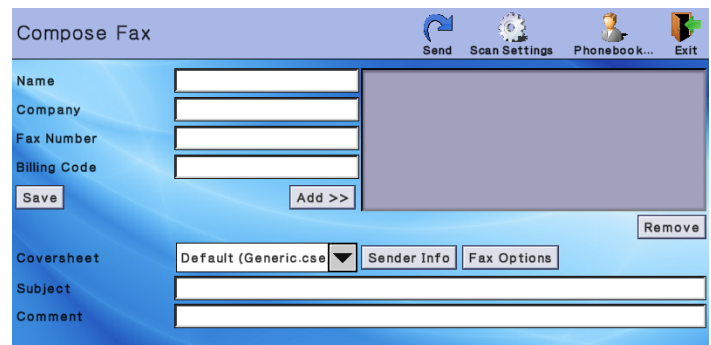 Compose Fax
Send
Scan Settings
Phonebook...
Exit
Name
Company
Fax Number
Billing Code
Save
Add >>
Remove
Coversheet
Default (Generic.cse
Sender Info
Fax Options
Subject
Comment